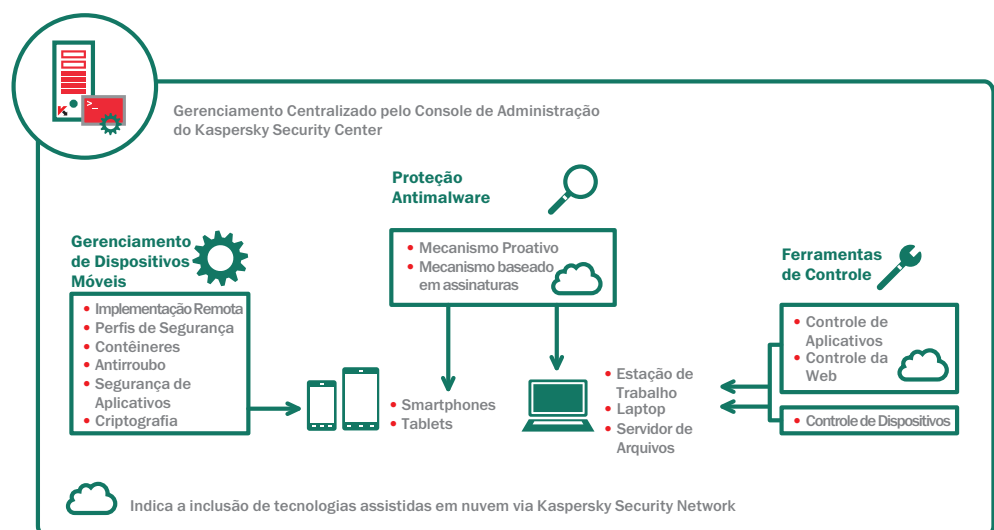 Gerenciamento Centralizado pelo Console de Administração
do Kaspersky Security Center
Proteção
Antimalware
• Mecanismo Proativo
• Mecanismo baseado
em assinaturas
Gerenciamento
de Dispositivos
Móveis
• Implementação Remota
• Perfis de Segurança
• Contêineres
• Antirroubo
• Segurança de
Aplicativos
• Criptografia
Ferramentas
de Controle
• Controle de
Aplicativos
• Controle da
Web
• Controle de Dispositivos
• Smartphones
• Tablets
• Estação de
Trabalho
• Laptop
• Servidor de
Arquivos
Indica a inclusão de tecnologias assistidas em nuvem via Kaspersky Security Network
K
>_